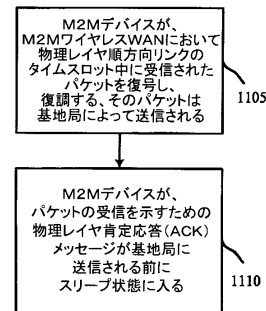 M2Mデバイスが、
M2MワイヤレスWANにおいて
物理レイヤ順方向リンクの
タイムスロット中に受信された
パケットを復号し、
復調する、そのパケットは
基地局によって送信される
1105
M2Mデバイスが、
パケットの受信を示すための
物理レイヤ肯定応答(ACK)
メッセージが基地局に
送信される前に
スリープ状態に入る
1110